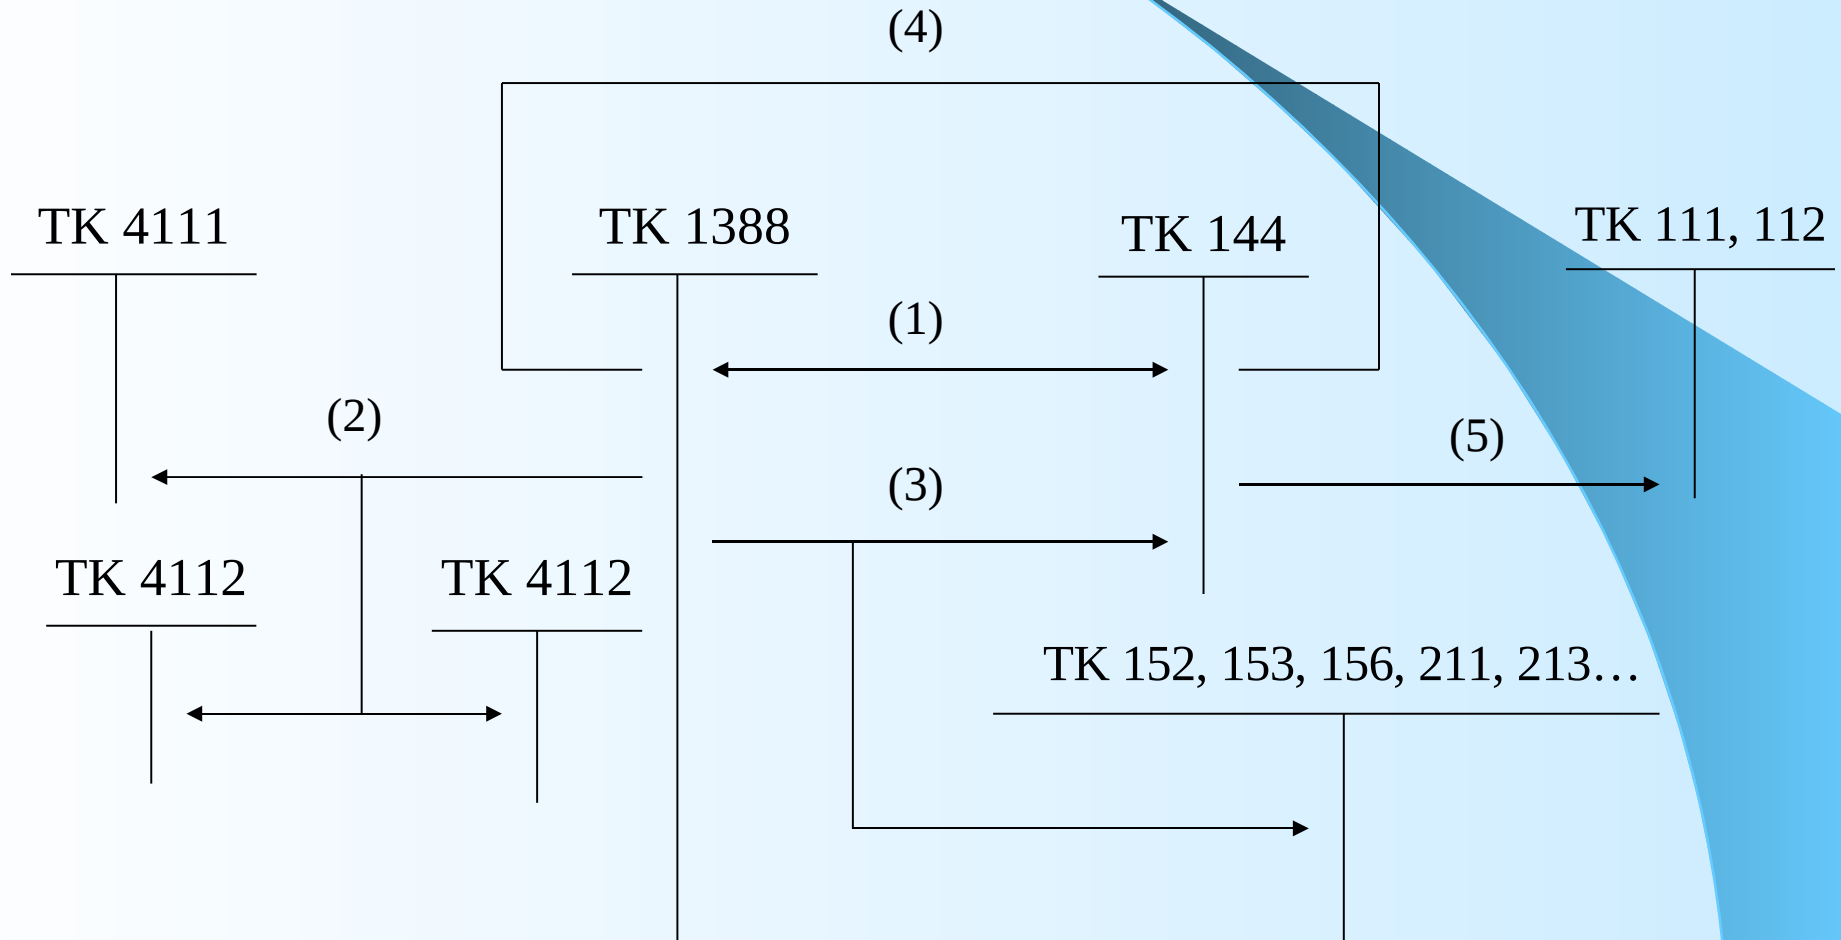 (4)
TK 4111
TK 1388
TK 144
TK 111, 112
(1)
(2)
(5)
(3)
TK 4112
TK 4112
TK 152, 153, 156, 211, 213…